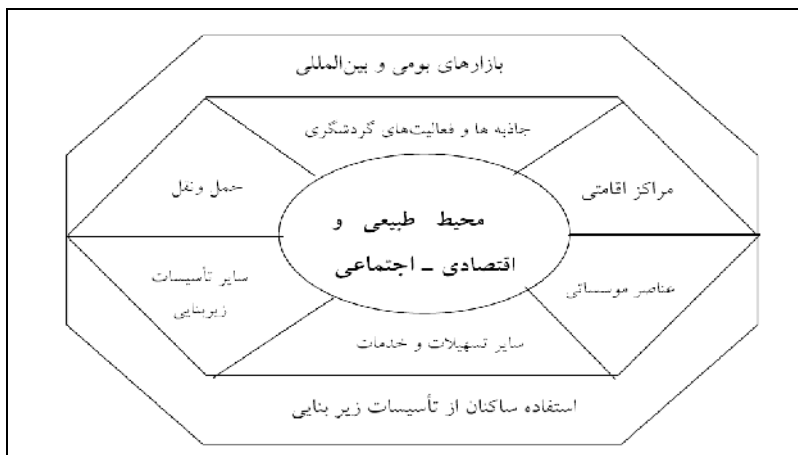 بازارهای بومی و بین‌المللی
جاذبه ها و فعالیت‌های گردشگری
مراکز اقامتی
حمل ونقل
محیط طبیعی و
اقتصادی ـ اجتماعی
عناصر موسساتی
سایر تأسیسات
زیربنایی
سایر تسهیلات و خدمات
استفاده ساکنان از تأسیسات زیر بنایی